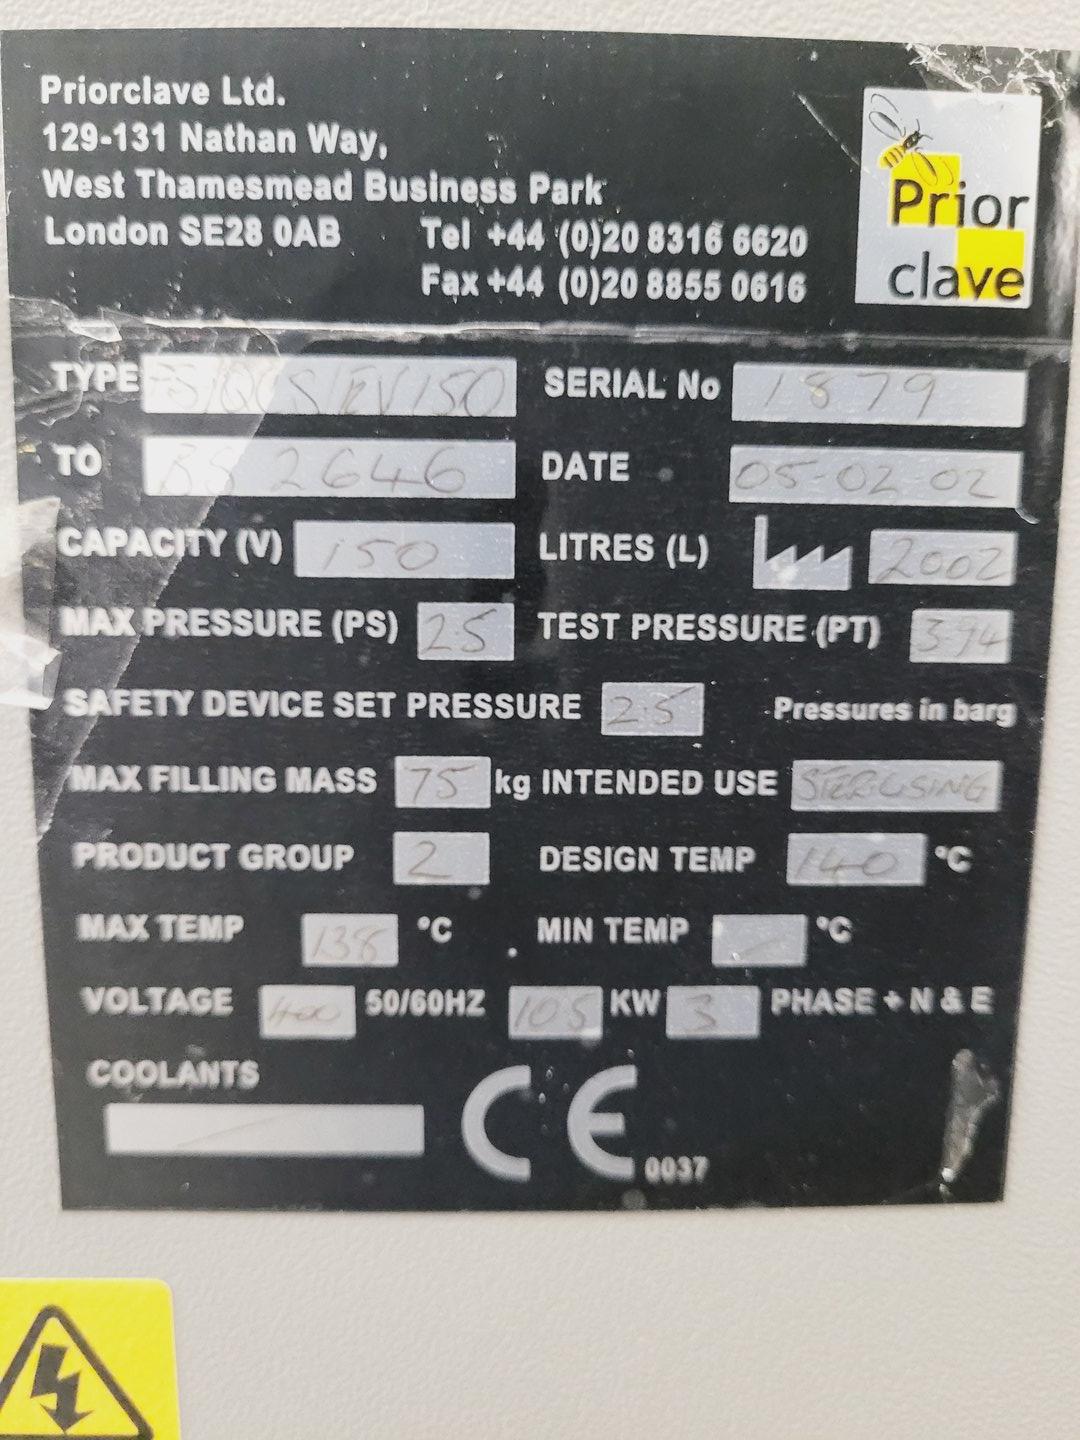 Priorclave Ltd.
129-131 Nathan Way,
West Thamesmead Business Park
London SE28 0AB Tel +44 (0)20 8316 6620
Fax +44 (0)20 8855 0616
Prior
clave
TYPE /QCS/EV150 SERIAL No 1879
TO BS 2646 DATE 05-02 02
CAPACITY (V) 150 LITRES (L) 2002
MAX PRESSURE (PS) 2.5 TEST PRESSURE (PT) 3.94
SAFETY DEVICE SET PRESSURE 2.5 Pressures in barg
MAX FILLING MASS 75 kg INTENDED USE STERILISING
PRODUCT GROUP 2 DESIGN TEMP 140 °C
MAX TEMP 138 °C MIN TEMP - °C
VOLTAGE 400 50/60HZ 10.5 KW 3 PHASE + N & E
COOLANTS
CE 0037